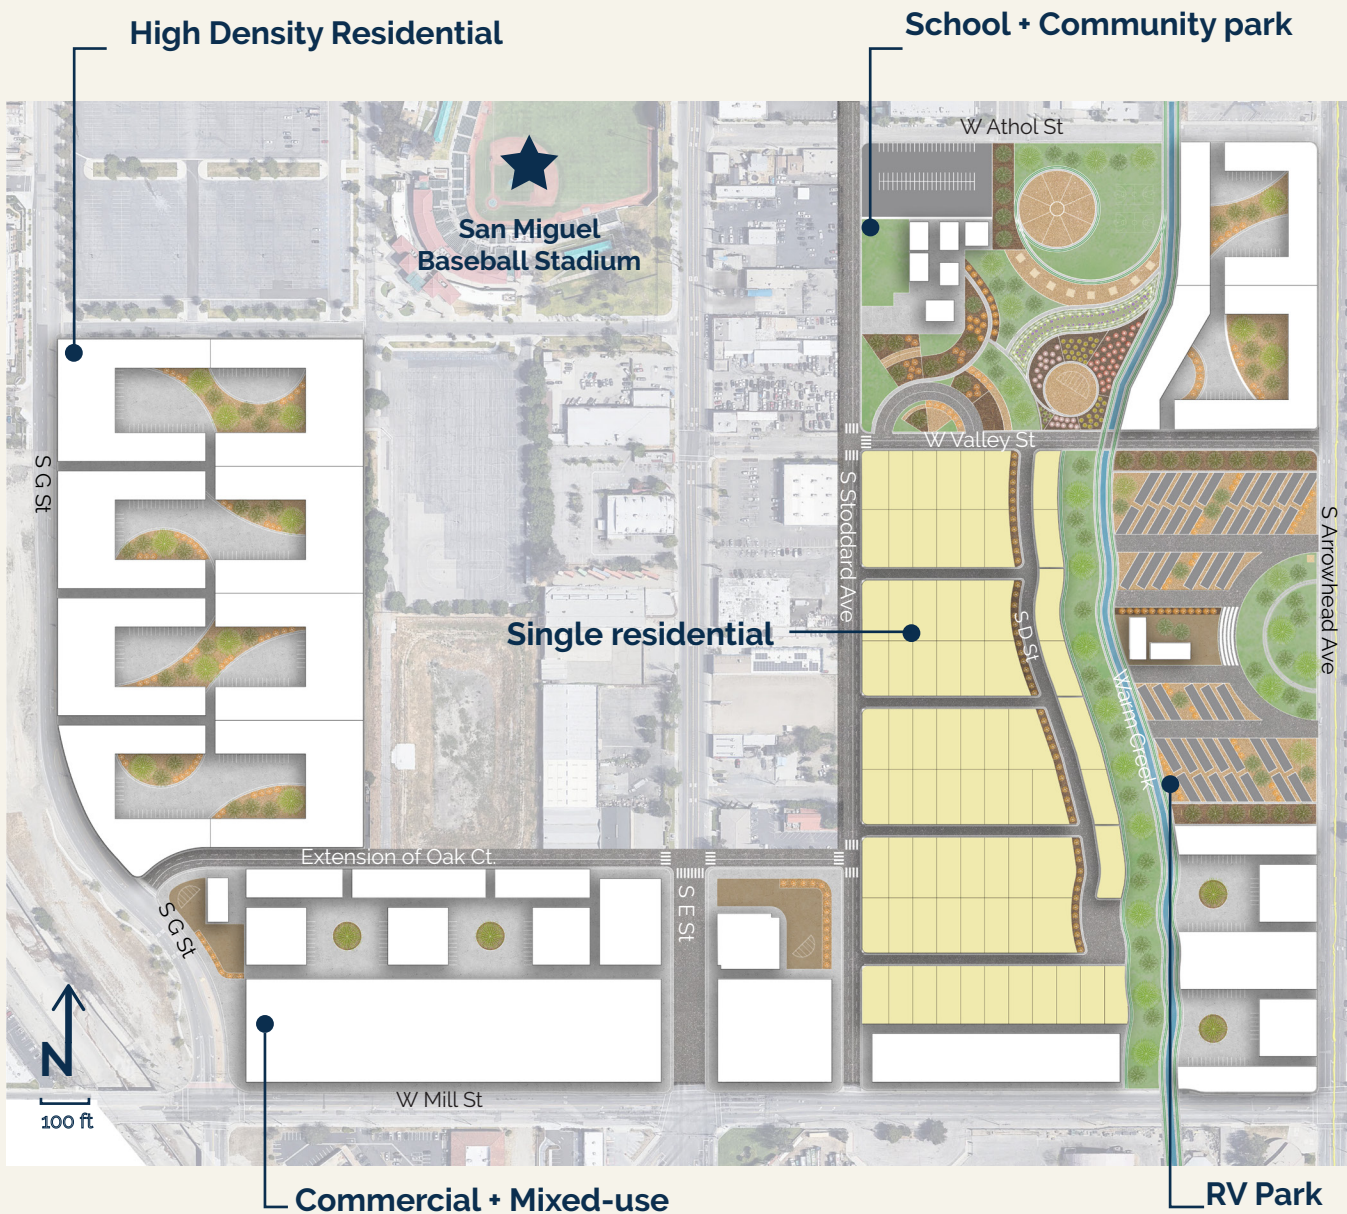 High Density Residential
School + Community park
W Athol St
San Miguel
Baseball Stadium
W Valley St
S G St
S Stoddard Ave
S Arrowhead Ave
Single residential
S D St
Warm Creek
Extension of Oak Ct.
S G St
S E St
N
100 ft
W Mill St
Commercial + Mixed-use
RV Park